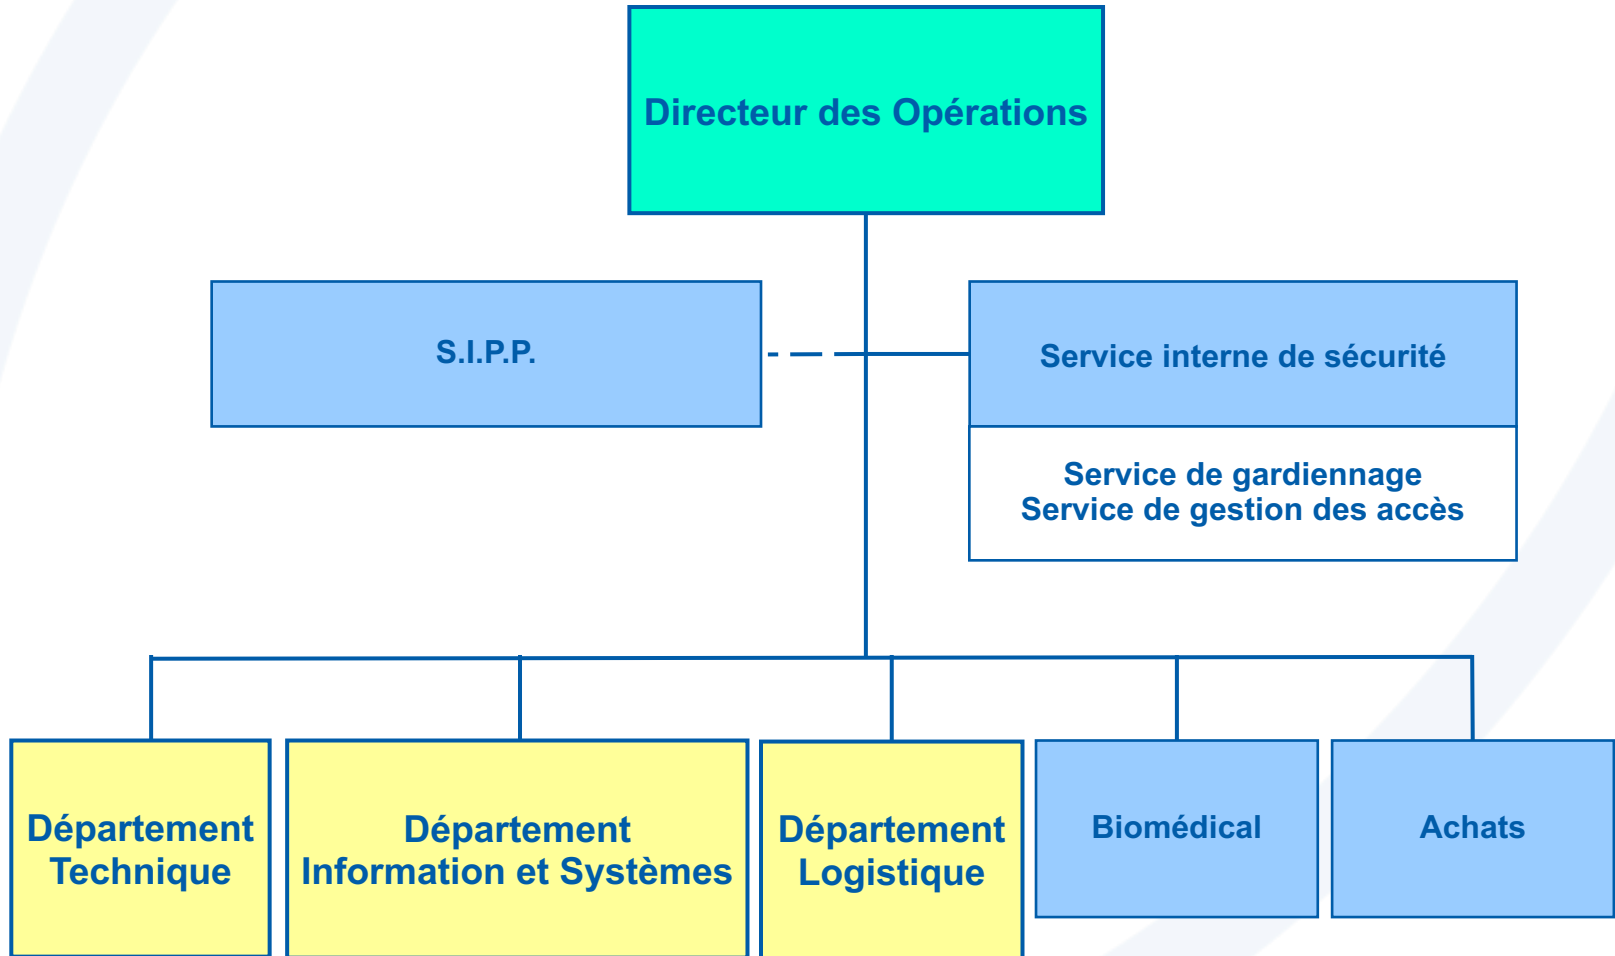 Directeur des Opérations
S.I.P.P.
Service interne de sécurité
Service de gardiennage
Service de gestion des accès
Département
Technique
Département
Information et Systèmes
Département
Logistique
Biomédical
Achats